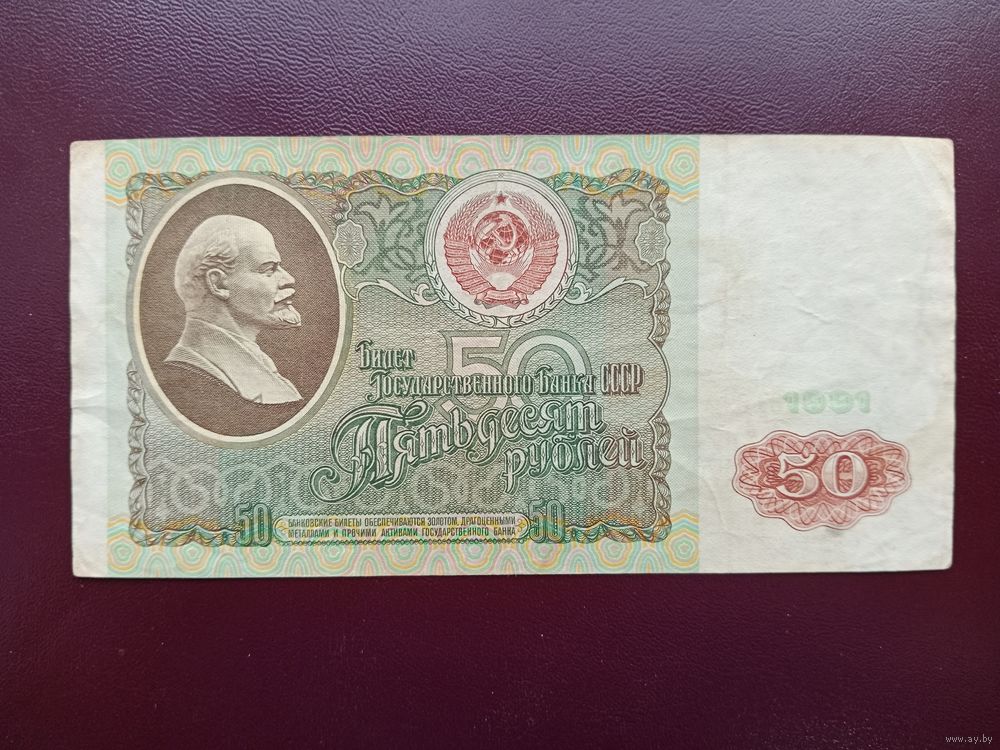 50
Билет
Государственного Банка СССР
Пятьдесят
рублей
1991
50
50
БАНКОВСКИЕ БИЛЕТЫ ОБЕСПЕЧИВАЮТСЯ ЗОЛОТОМ, ДРАГОЦЕННЫМИ
МЕТАЛЛАМИ И ПРОЧИМИ АКТИВАМИ ГОСУДАРСТВЕННОГО БАНКА
50
www.ay.by